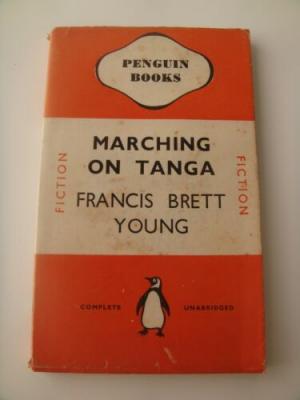 PENGUIN
BOOKS
MARCHING
ON TANGA
FICTION
FICTION
FRANCIS BRETT
YOUNG
COMPLETE
UNABRIDGED